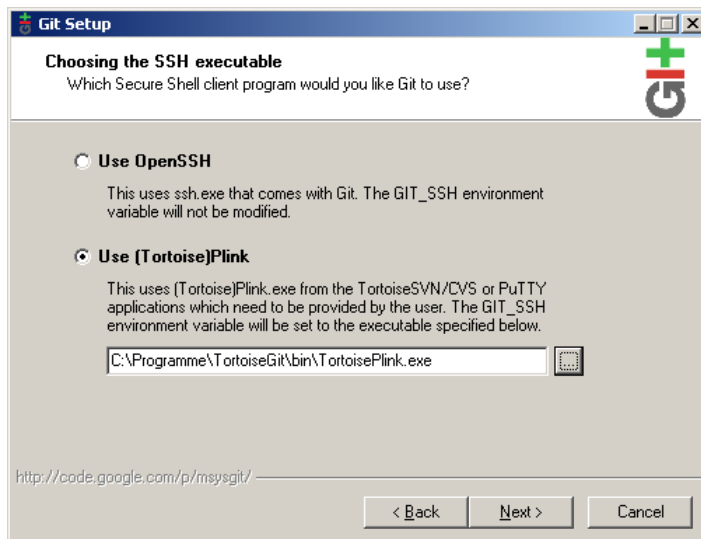 Git Setup
Choosing the SSH executable
Which Secure Shell client program would you like Git to use?
GIT
Use OpenSSH
This uses ssh.exe that comes with Git. The GIT_SSH environment
variable will not be modified.
Use (Tortoise)Plink
This uses (Tortoise)Plink.exe from the TortoiseSVN/CVS or PuTTY
applications which need to be provided by the user. The GIT_SSH
environment variable will be set to the executable specified below.
C:\Programme\TortoiseGit\bin\TortoisePlink.exe
...
http://code.google.com/p/msysgit/
< Back Next > Cancel